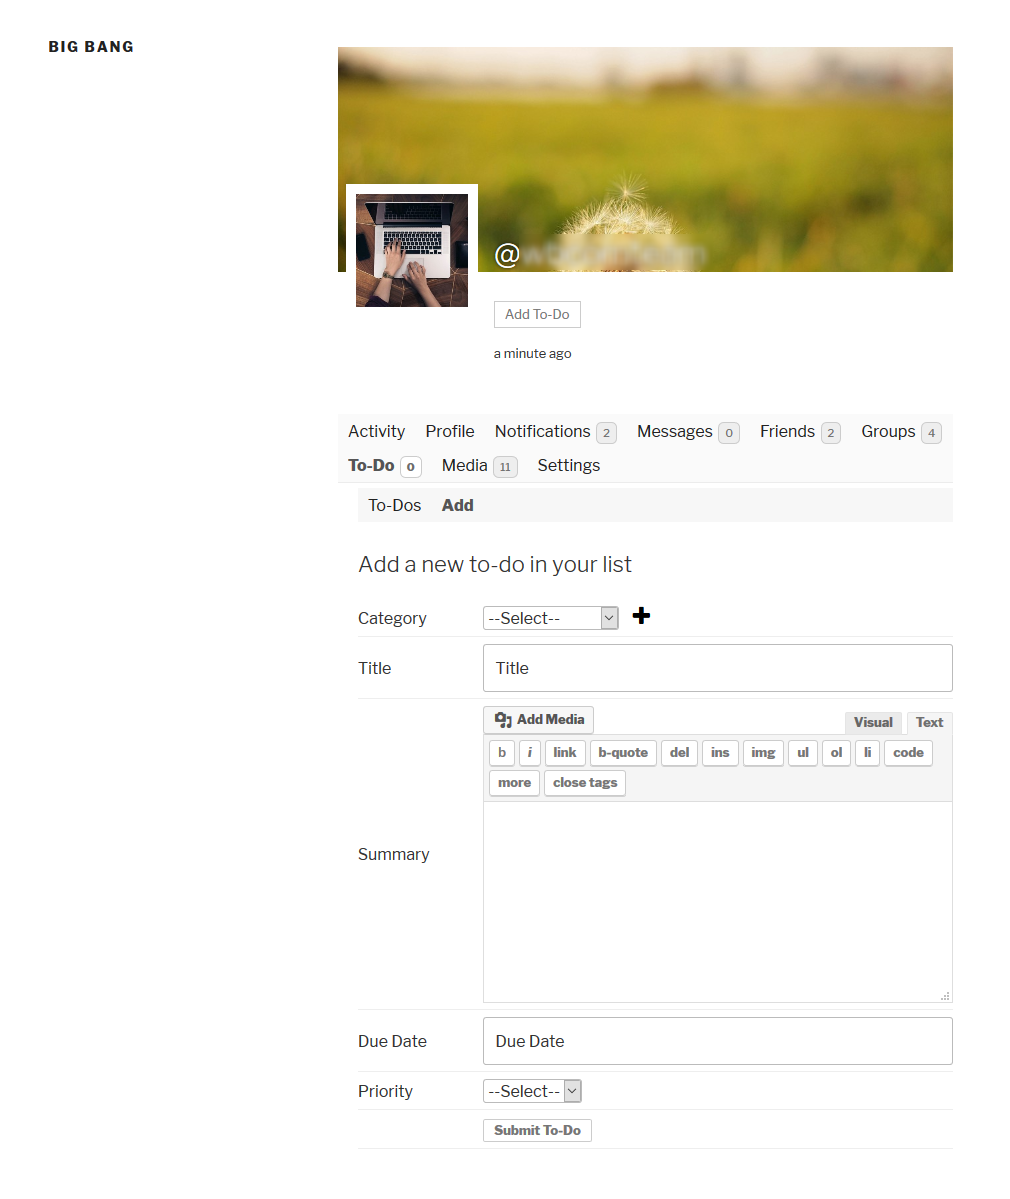 BIG BANG
@
Add To-Do
a minute ago
Activity Profile Notifications 2 Messages 0 Friends 2 Groups 4
To-Do 0 Media 11 Settings
To-Dos Add
Add a new to-do in your list
Category --Select--
Title Title
Add Media Visual Text
b i link b-quote del ins img ul ol li code
more close tags
Summary
Due Date Due Date
Priority --Select--
Submit To-Do